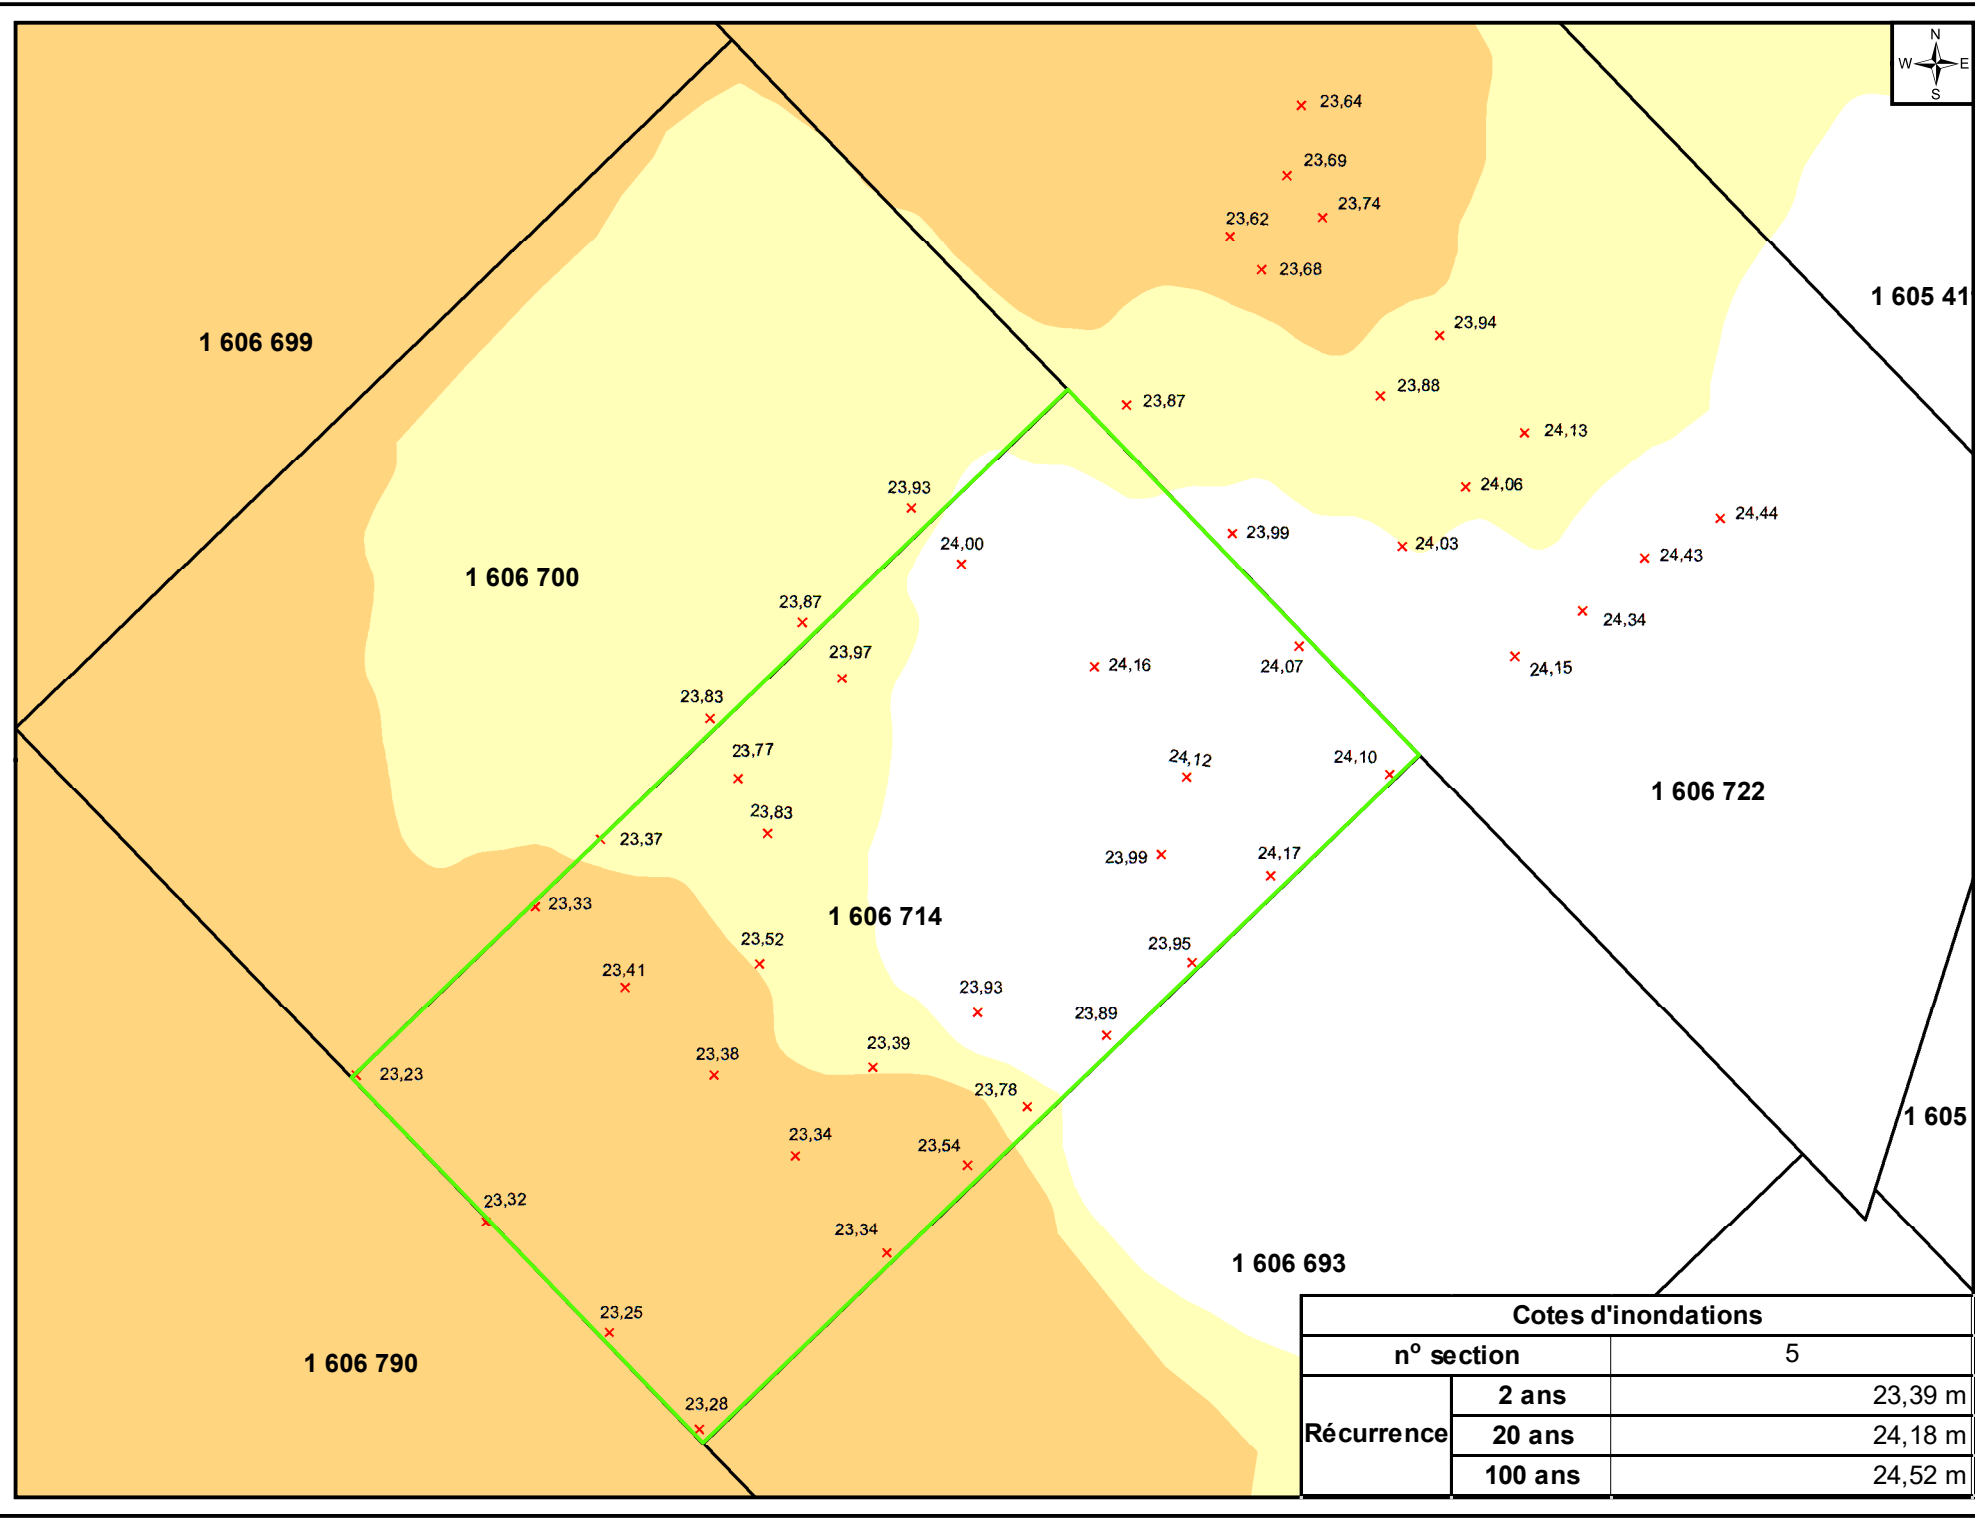 N
W E
S
23,64
23,69
23,74
23,62
23,68
1 605 41
1 606 699
23,94
23,88
23,87
24,13
23,93
24,06
24,44
24,00
23,99
24,03
24,43
1 606 700
23,87
24,34
23,97
24,16
24,07
24,15
23,83
23,77
24,12
24,10
1 606 722
23,83
23,37
23,99
24,17
23,33
1 606 714
23,52
23,95
23,41
23,93
23,89
23,39
23,38
23,23
23,78
1 605
23,34
23,54
23,32
23,34
1 606 693
23,25
1 606 790
23,28
Cotes d'inondations
nº section 5
Récurrence
2 ans 23,39 m
20 ans 24,18 m
100 ans 24,52 m